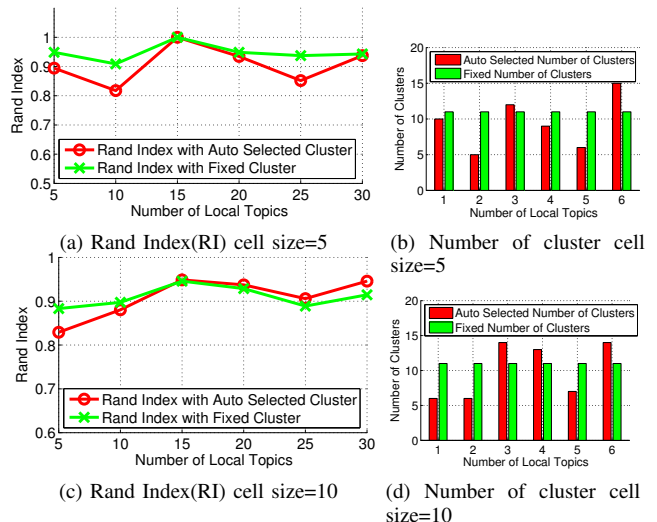 1
0.9
0.8
0.7
0.6
0.5
Rand Index
Rand Index with Auto Selected Cluster
Rand Index with Fixed Cluster
5 10 15 20 25 30
Number of Local Topics
(a) Rand Index(RI) cell size=5
20
15
10
5
0
Number of Clusters
Auto Selected Number of Clusters
Fixed Number of Clusters
1 2 3 4 5 6
Number of Local Topics
(b) Number of cluster cell
size=5
1
0.9
0.8
0.7
0.6
Rand Index
Rand Index with Auto Selected Cluster
Rand Index with Fixed Cluster
5 10 15 20 25 30
Number of Local Topics
(c) Rand Index(RI) cell size=10
20
15
10
5
0
Number of Clusters
Auto Selected Number of Clusters
Fixed Number of Clusters
1 2 3 4 5 6
Number of Local Topics
(d) Number of cluster cell
size=10